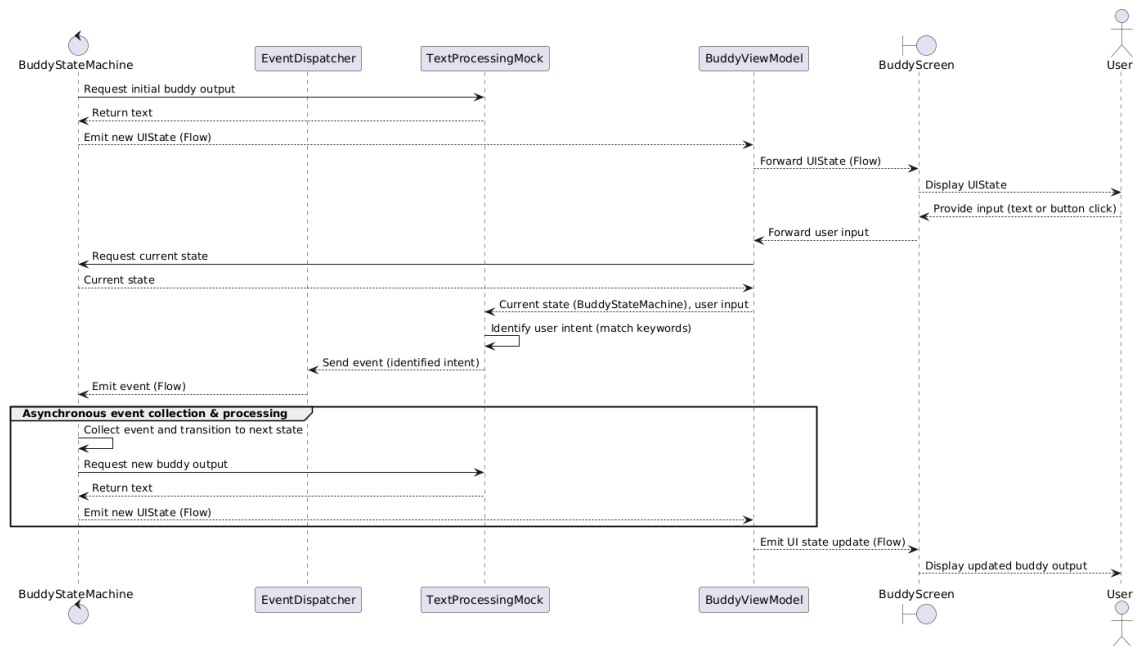 User
BuddyStateMachine
EventDispatcher
TextProcessingMock
BuddyViewModel
BuddyScreen
Request initial buddy output
Return text
Emit new UIState (Flow)
Forward UIState (Flow)
Display UIState
Provide input (text or button click)
Forward user input
Request current state
Current state
Current state (BuddyStateMachine), user input
Identify user intent (match keywords)
Send event (identified intent)
Emit event (Flow)
Asynchronous event collection & processing
Collect event and transition to next state
Request new buddy output
Return text
Emit new UIState (Flow)
Emit UI state update (Flow)
Display updated buddy output
BuddyStateMachine
EventDispatcher
TextProcessingMock
BuddyViewModel
BuddyScreen
User